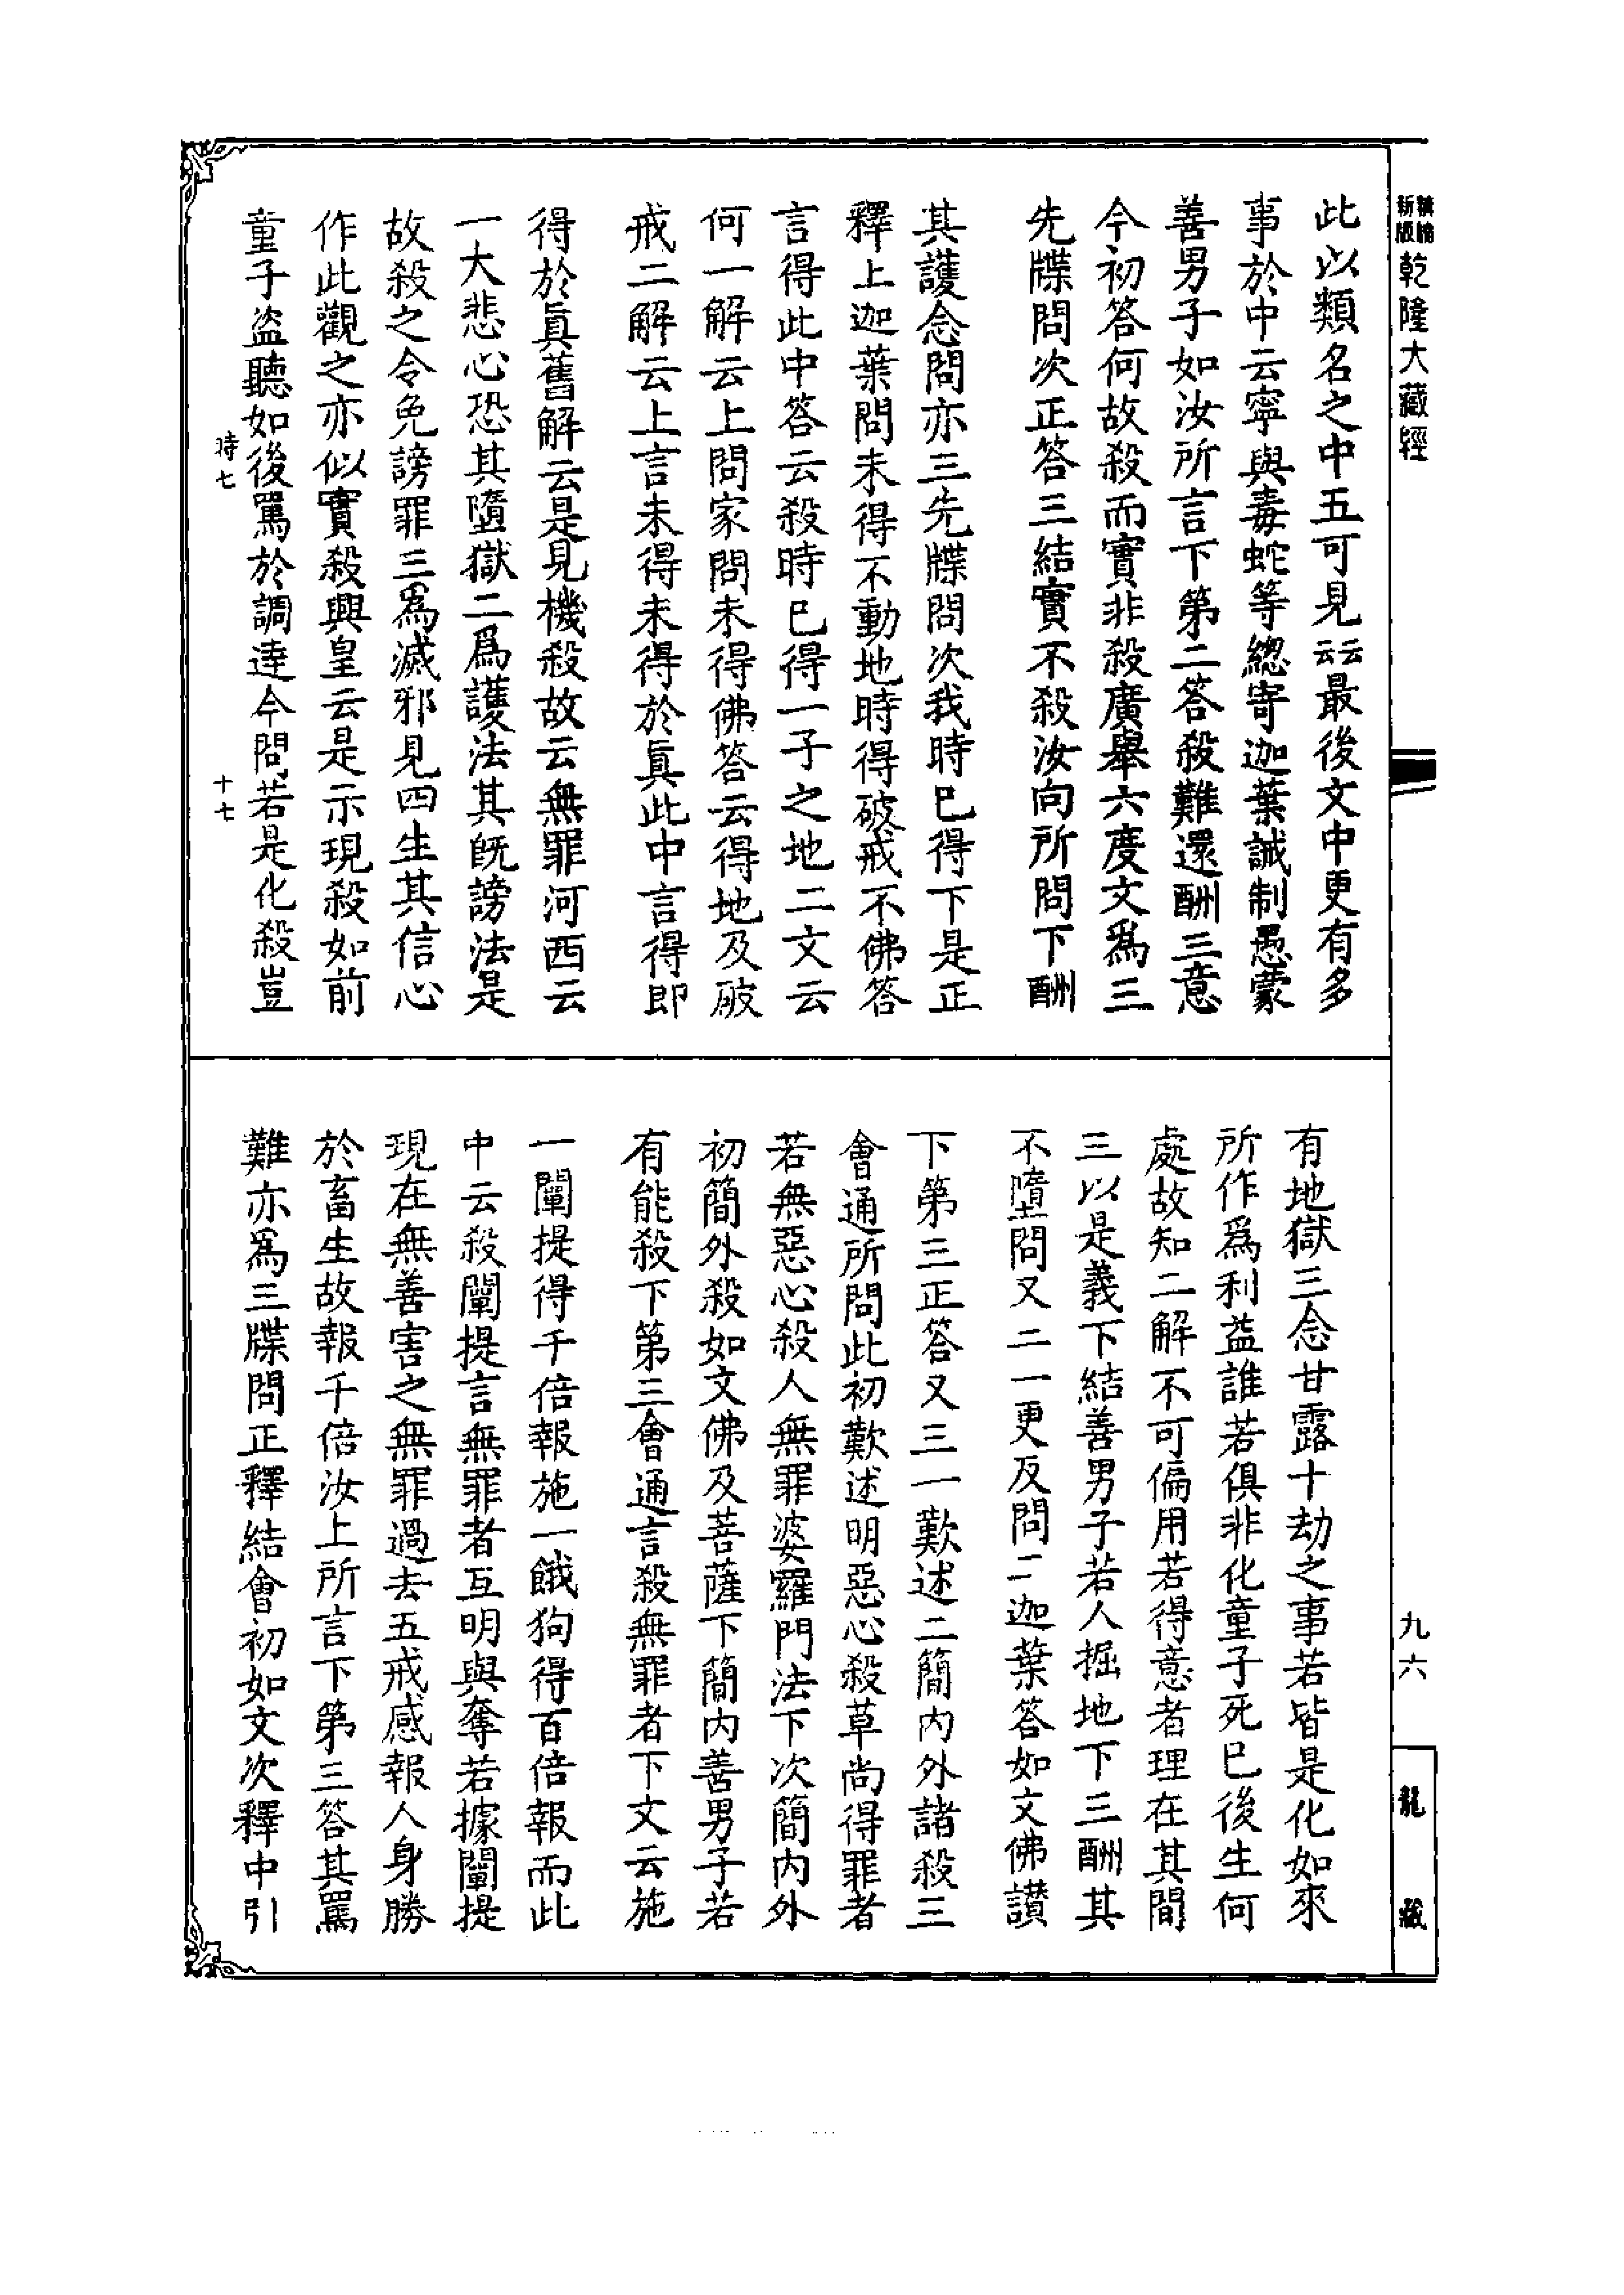 新版
乾隆大藏經
此以類名之中五可見云云最後文中更有多
事於中云寧與毒蛇等總寄迦葉誡制愚蒙
善男子如汝所言下第二答殺難還酬三意
今初答何故殺而實非殺廣舉六度文爲三
先牒問次正答三結實不殺汝向所問下酬
其護念問亦三先牒問次我時已得下是正
釋上迦葉問未得不動地時得破戒不佛答
言得此中答云殺時已得一子之地二文云
何一解云上問家問未得佛答云得地及破
戒二解云上言未得未得於眞此中言得即
得於眞舊解云是見機殺故云無罪河西云
一大悲心恐其墮獄二爲護法其既謗法是
故殺之令免謗罪三爲滅邪見四生其信心
作此觀之亦似實殺興皇云是示現殺如前
童子盜聽如後罵於調達今問若是化殺豈
時七
十七
有地獄三念甘露十劫之事若皆是化如來
所作爲利益誰若俱非化童子死已後生何
處故知二解不可偏用若得意者理在其間
三以是義下結善男子若人掘地下三酬其
不墮問又二一更反問二迦葉答如文佛讃
下第三正答又三一歎述二簡內外諸殺三
會通所問此初歎述明惡心殺草尚得罪者
若無惡心殺人無罪婆羅門法下次簡內外
初簡外殺如文佛及菩薩下簡內善男子若
有能殺下第三會通言殺無罪者下文云施
一闡提得千倍報施一餓狗得百倍報而此
中云殺闡提言無罪者互明與奪若據闡提
現在無善害之無罪過去五戒感報人身勝
於畜生故報千倍汝上所言下第三答其罵
難亦爲三牒問正釋結會初如文次釋中引
九六
龍藏